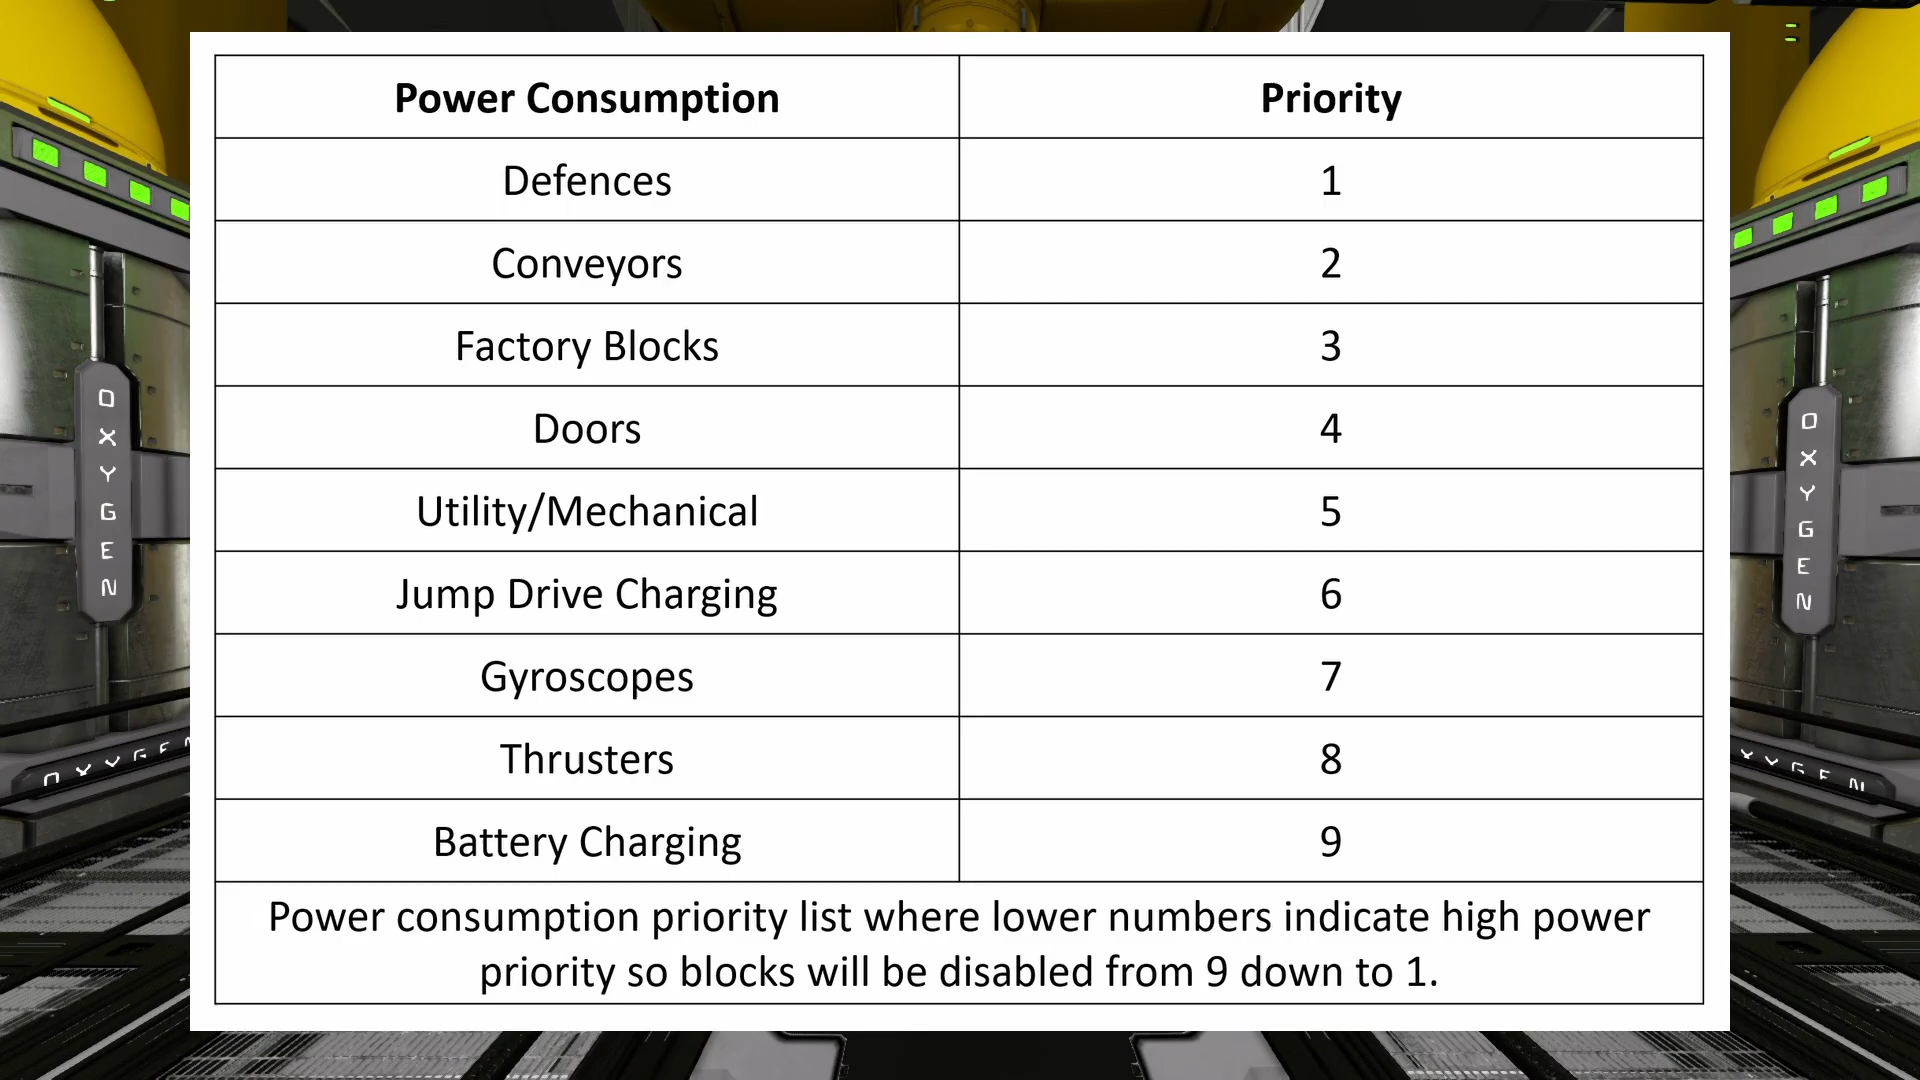 Power Consumption Priority
Defences 1
Conveyors 2
Factory Blocks 3
Doors 4
Utility/Mechanical 5
Jump Drive Charging 6
Gyroscopes 7
Thrusters 8
Battery Charging 9
Power consumption priority list where lower numbers indicate high power
priority so blocks will be disabled from 9 down to 1.
OXYGEN
OXYGEN
OXYGEN
XYGEN